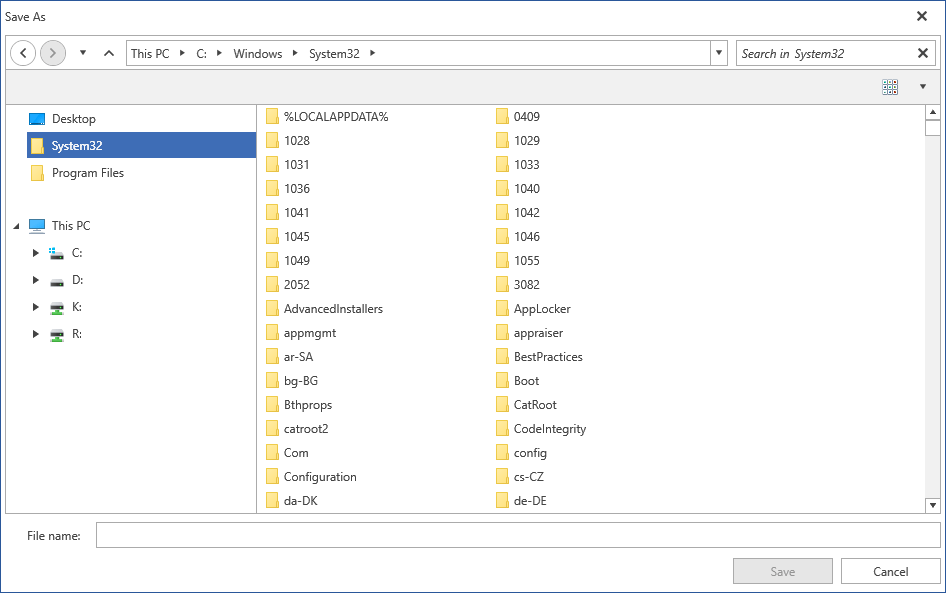 Save As
This PC C: Windows System32
Search in System32
Desktop
System32
Program Files
This PC
C:
D:
K:
R:
%LOCALAPPDATA% 0409
1028 1029
1031 1033
1036 1040
1041 1042
1045 1046
1049 1055
2052 3082
AdvancedInstallers AppLocker
appmgmt appraiser
ar-SA BestPractices
bg-BG Boot
Bthprops CatRoot
catroot2 CodeIntegrity
Com config
Configuration cs-CZ
da-DK de-DE
File name:
Save Cancel